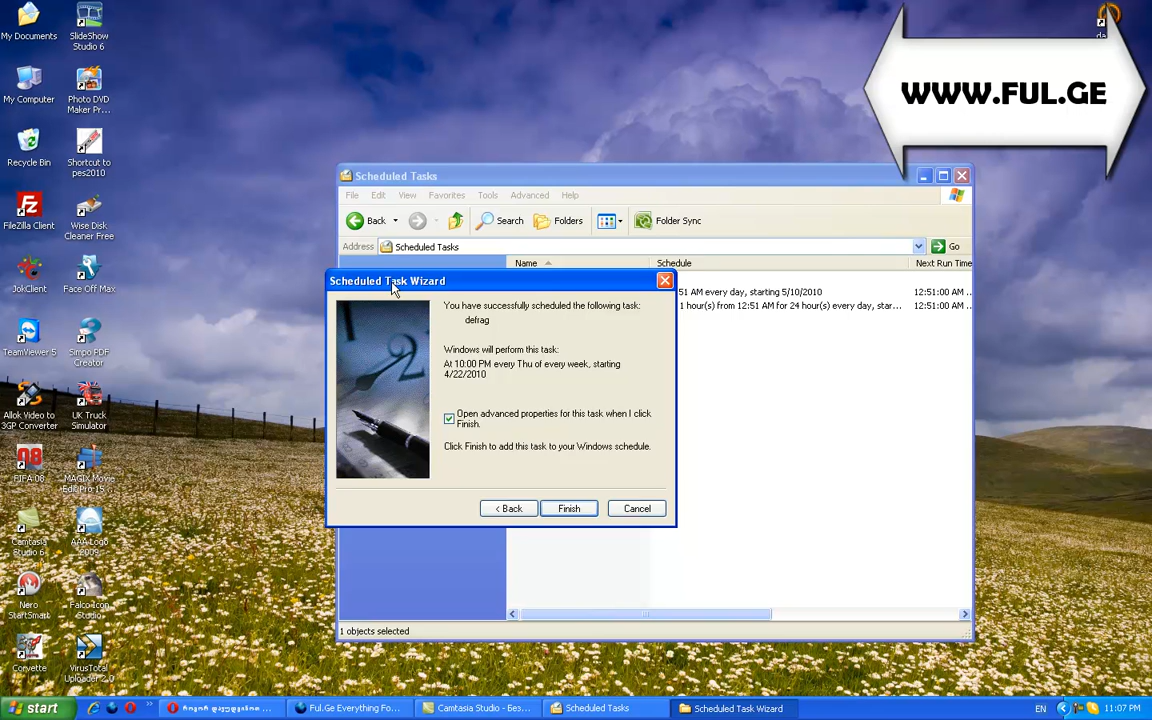 My Documents
SlideShow
Studio 6
My Computer
Photo DVD
Maker Pr...
Recycle Bin
Shortcut to
pes2010
FileZilla Client
Wise Disk
Cleaner Free
JokClient
Face Off Max
TeamViewer 5
Simpo PDF
Creator
Allok Video to
3GP Converter
UK Truck
Simulator
FIFA 08
MAGIX Movie
Edit Pro 15 ...
Camtasia
Studio 6
AAA Logo
2009
Nero
StartSmart
Falco Icon
Studio
Corvette
VirusTotal
Uploader 2.0
WWW.FUL.GE
Scheduled Tasks
File Edit View Favorites Tools Advanced Help
Back Search Folders Folder Sync
Address Scheduled Tasks Go
Name Schedule Next Run Time
51 AM every day, starting 5/10/2010 12:51:00 AM ...
1 hour(s) from 12:51 AM for 24 hour(s) every day, star... 12:51:00 AM ...
Scheduled Task Wizard
You have successfully scheduled the following task:
defrag
Windows will perform this task:
At 10:00 PM every Thu of every week, starting
4/22/2010
Open advanced properties for this task when I click
Finish.
Click Finish to add this task to your Windows schedule.
< Back Finish Cancel
1 objects selected
start
Ful.Ge Everything Fo...
Camtasia Studio - Без...
Scheduled Tasks
Scheduled Task Wizard
EN
11:07 PM